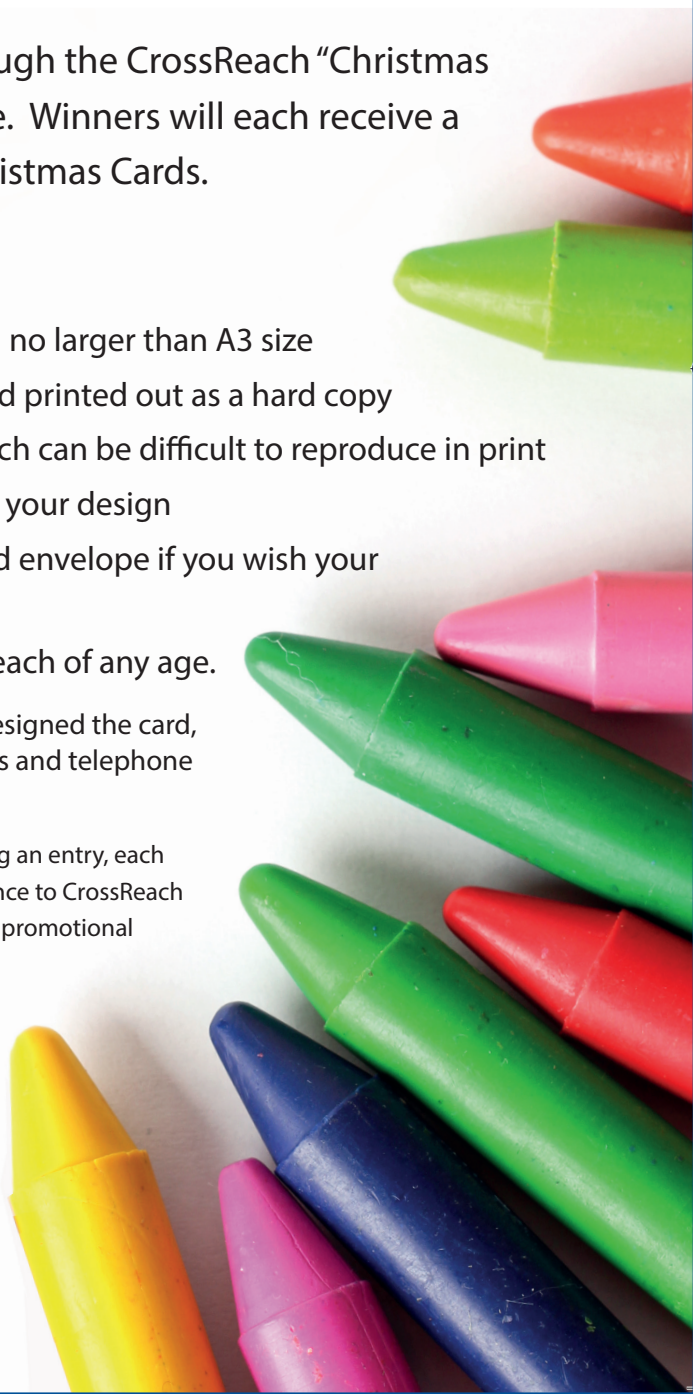 ugh the CrossReach “Christmas
e.  Winners will each receive a
istmas Cards.
no larger than A3 size
d printed out as a hard copy
ch can be difficult to reproduce in print
your design
d envelope if you wish your
each of any age.
esigned the card,
s and telephone
g an entry, each
nce to CrossReach
promotional